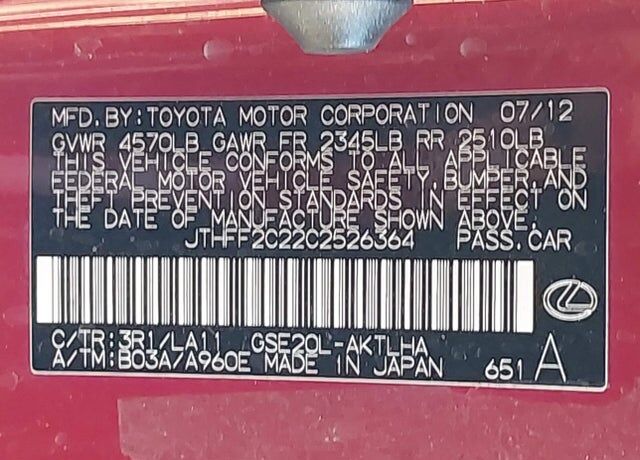 MFD. BY: TOYOTA MOTOR CORPORATION 07/12
GVWR 4570LB GAWR FR 2345LB RR 2510LB
THIS VEHICLE CONFORMS TO ALL APPLICABLE
FEDERAL MOTOR VEHICLE SAFETY, BUMPER, AND
THEFT PREVENTION STANDARDS IN EFFECT ON
THE DATE OF MANUFACTURE SHOWN ABOVE.
JTHFF2C22C2526364 PASS. CAR
C/TR: 3R1/LA11 GSE20L-AKTLHA
A/TM: B03A/A960E MADE IN JAPAN 651 A